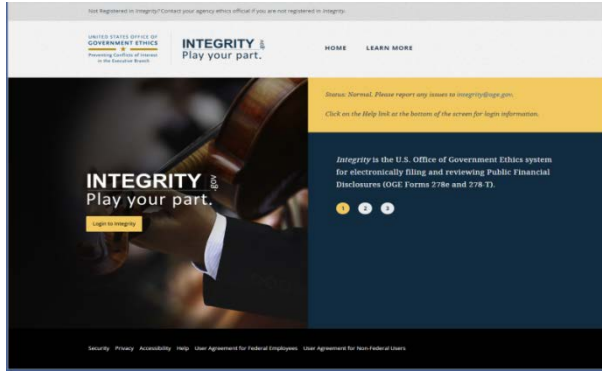 Not Registered in Integrity? Contact your agency ethics official if you are not registered in Integrity.
UNITED STATES OFFICE OF
GOVERNMENT ETHICS
Preventing Conflicts of Interest
in the Executive Branch
INTEGRITY .gov
Play your part.
HOME LEARN MORE
Status: Normal. Please report any issues to integrity@oge.gov.
Click on the Help link at the bottom of the screen for login information.
INTEGRITY .gov
Play your part.
Login to Integrity
Integrity is the U.S. Office of Government Ethics system
for electronically filing and reviewing Public Financial
Disclosures (OGE Forms 278e and 278-T).
1 2 3
Security Privacy Accessibility Help User Agreement for Federal Employees User Agreement for Non-Federal Users